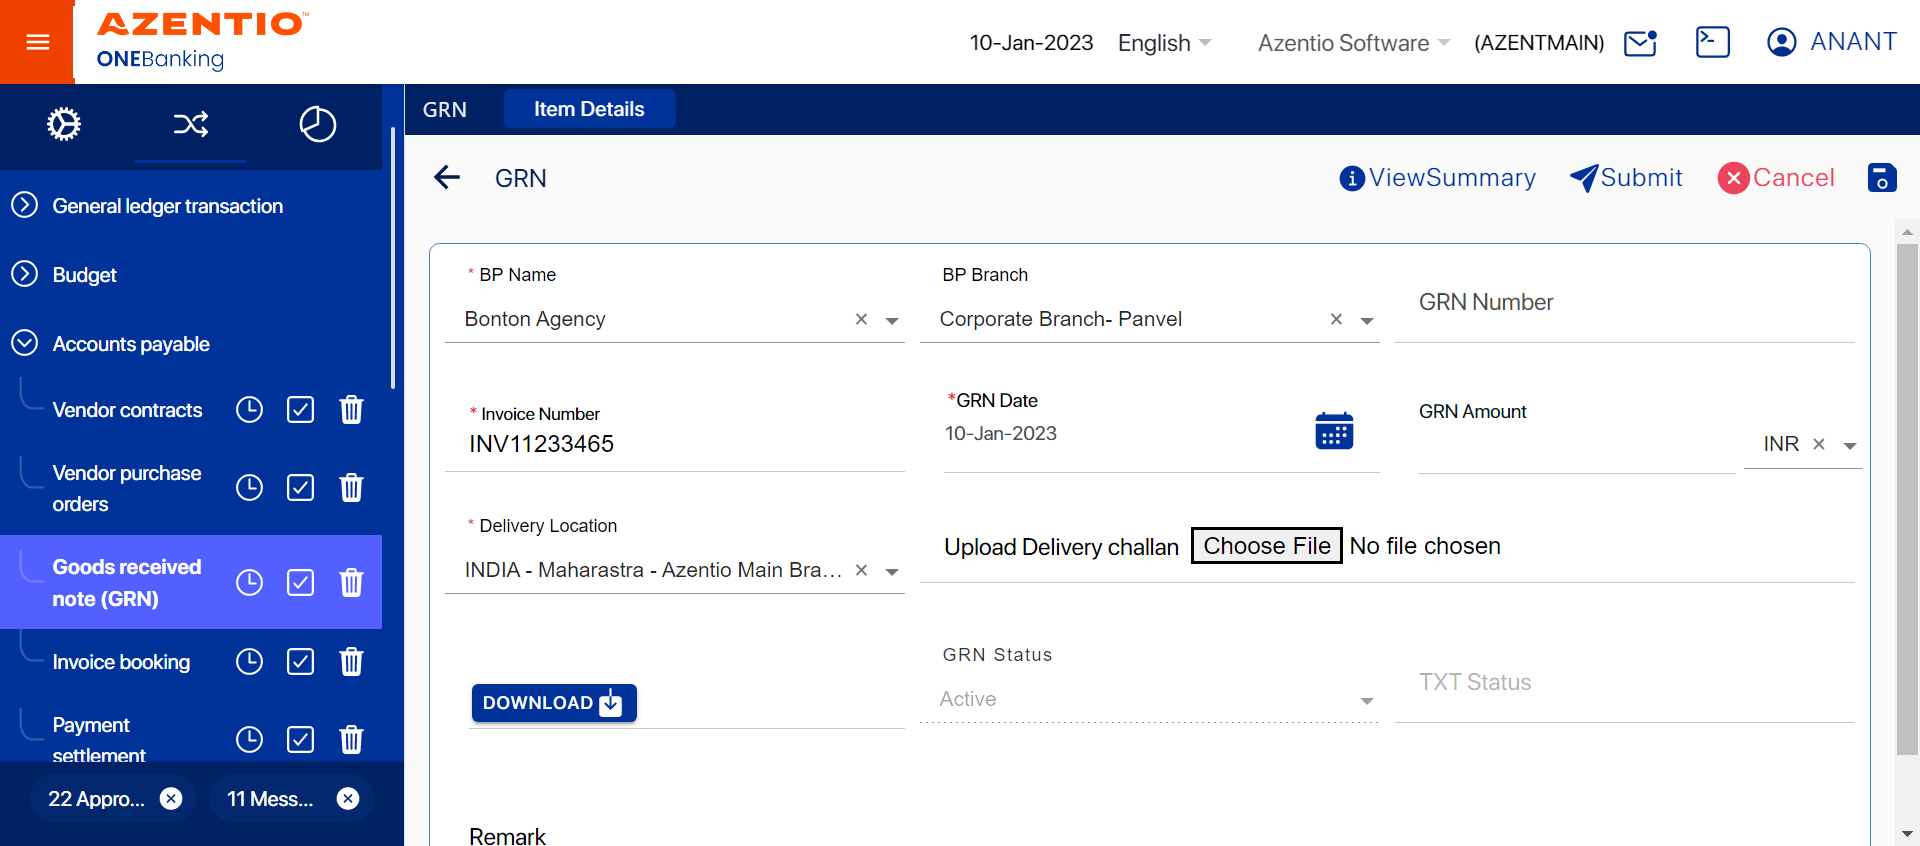 AZENTIO™
ONEBanking
10-Jan-2023
English
Azentio Software
(AZENTMAIN)
ANANT
GRN
Item Details
General ledger transaction
Budget
Accounts payable
Vendor contracts
Vendor purchase
orders
Goods received
note (GRN)
Invoice booking
Payment
settlement
22 Appro...
11 Mess...
GRN
ViewSummary
Submit
Cancel
* BP Name
Bonton Agency
BP Branch
Corporate Branch- Panvel
GRN Number
* Invoice Number
INV11233465
*GRN Date
10-Jan-2023
GRN Amount
INR
* Delivery Location
INDIA - Maharastra - Azentio Main Bra...
Upload Delivery challan Choose File No file chosen
DOWNLOAD
GRN Status
Active
TXT Status
Remark